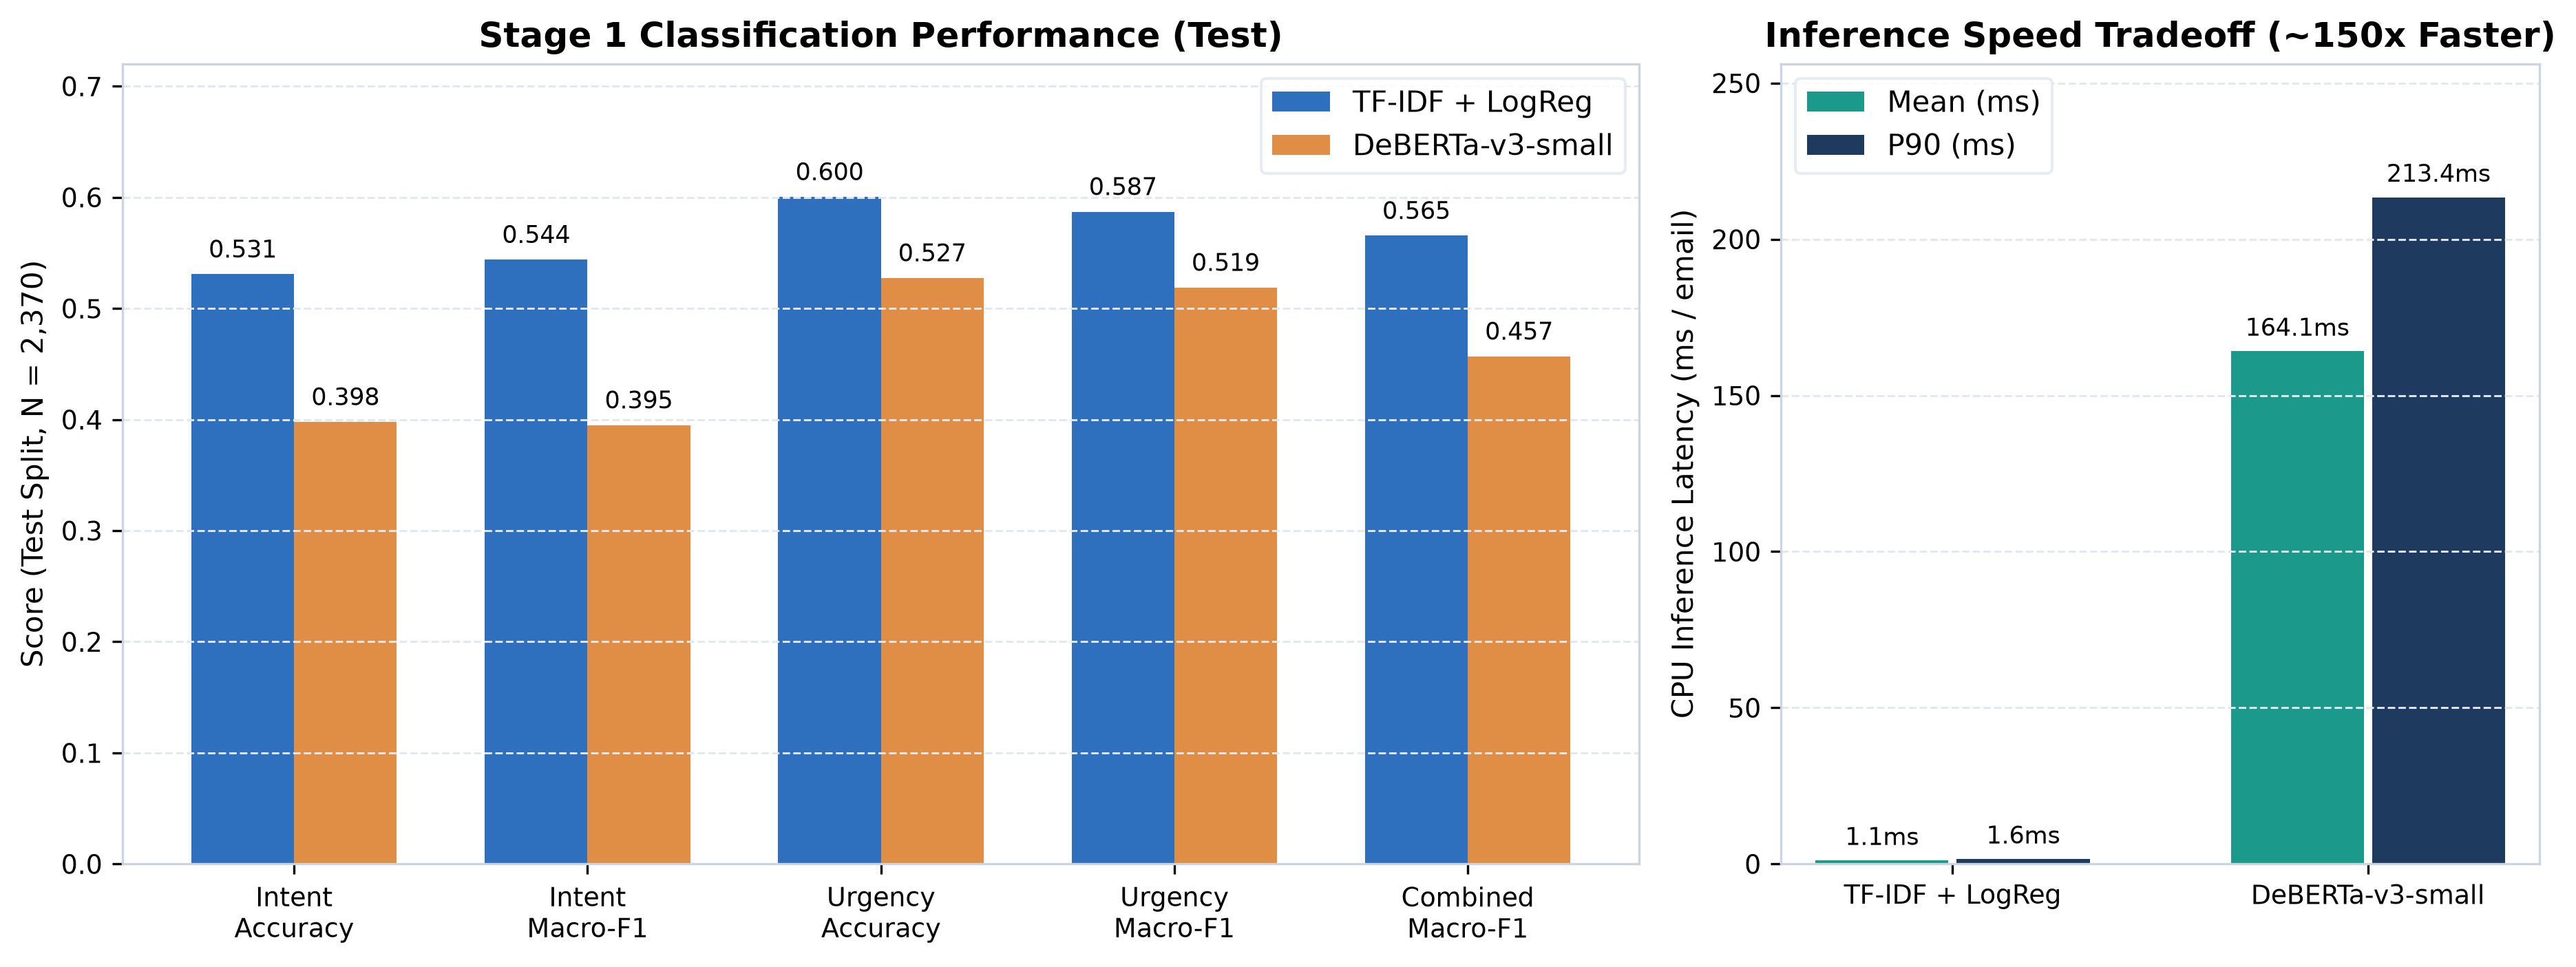 Stage 1 Classification Performance (Test)
Score (Test Split, N = 2,370)
0.7
0.6
0.5
0.4
0.3
0.2
0.1
0.0
TF-IDF + LogReg
DeBERTa-v3-small
0.531
0.398
0.544
0.395
0.600
0.527
0.587
0.519
0.565
0.457
Intent
Accuracy
Intent
Macro-F1
Urgency
Accuracy
Urgency
Macro-F1
Combined
Macro-F1
Inference Speed Tradeoff (~150x Faster)
CPU Inference Latency (ms / email)
250
200
150
100
50
0
Mean (ms)
P90 (ms)
1.1ms
1.6ms
164.1ms
213.4ms
TF-IDF + LogReg
DeBERTa-v3-small